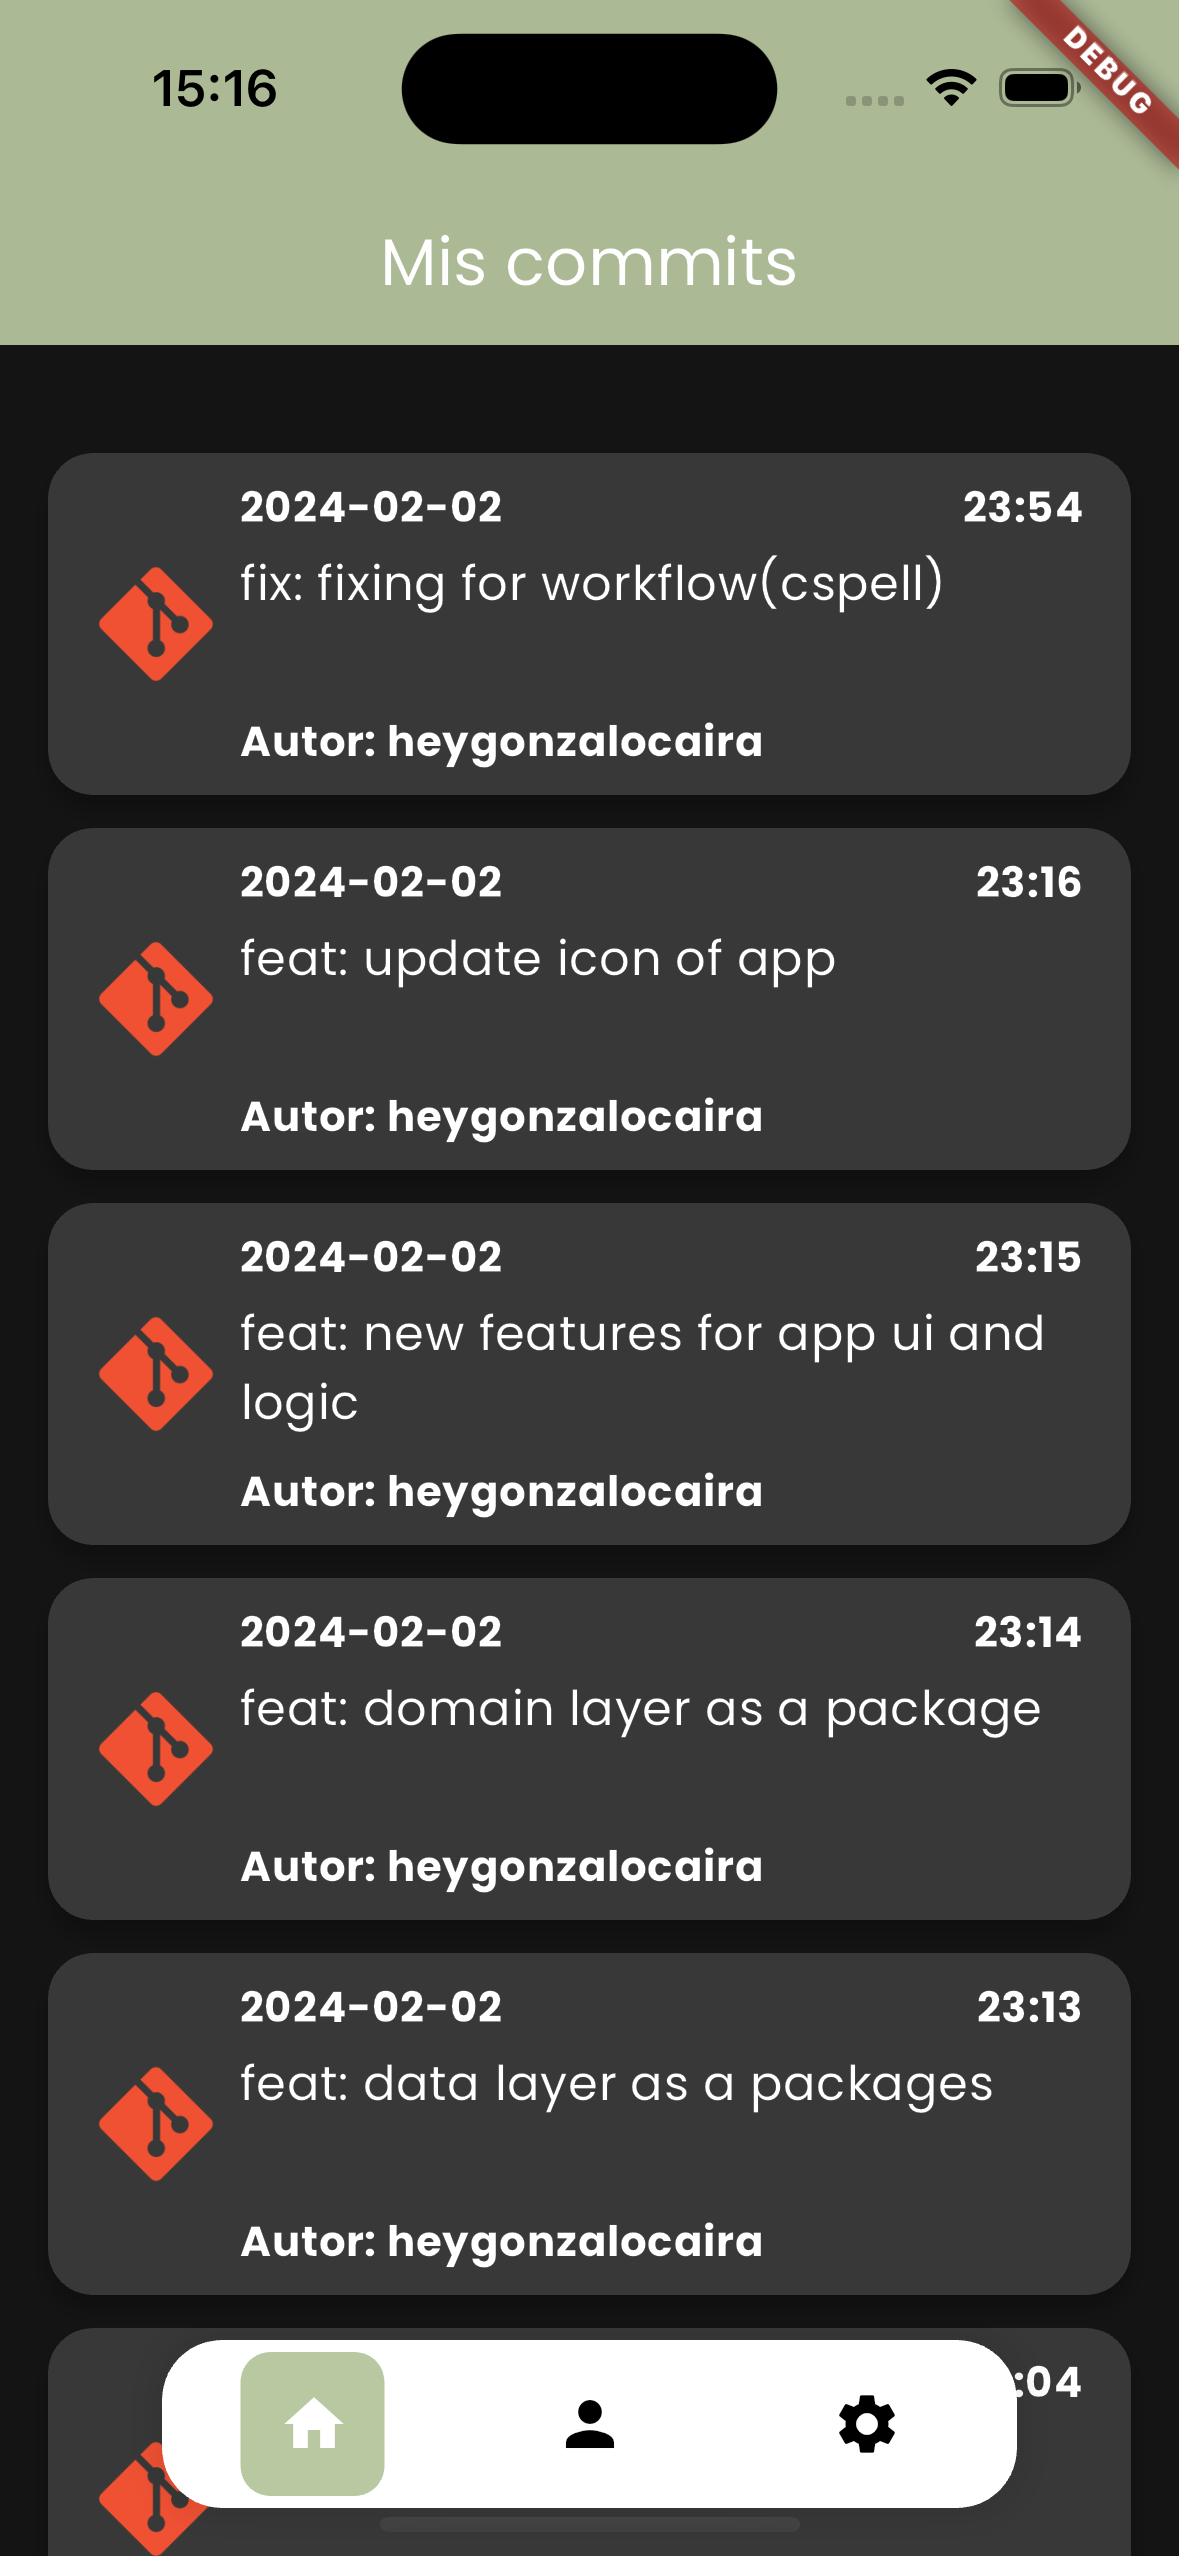 15:16
DEBUG
Mis commits
2024-02-02 23:54
fix: fixing for workflow(cspell)
Autor: heygonzalocaira
2024-02-02 23:16
feat: update icon of app
Autor: heygonzalocaira
2024-02-02 23:15
feat: new features for app ui and
logic
Autor: heygonzalocaira
2024-02-02 23:14
feat: domain layer as a package
Autor: heygonzalocaira
2024-02-02 23:13
feat: data layer as a packages
Autor: heygonzalocaira
:04